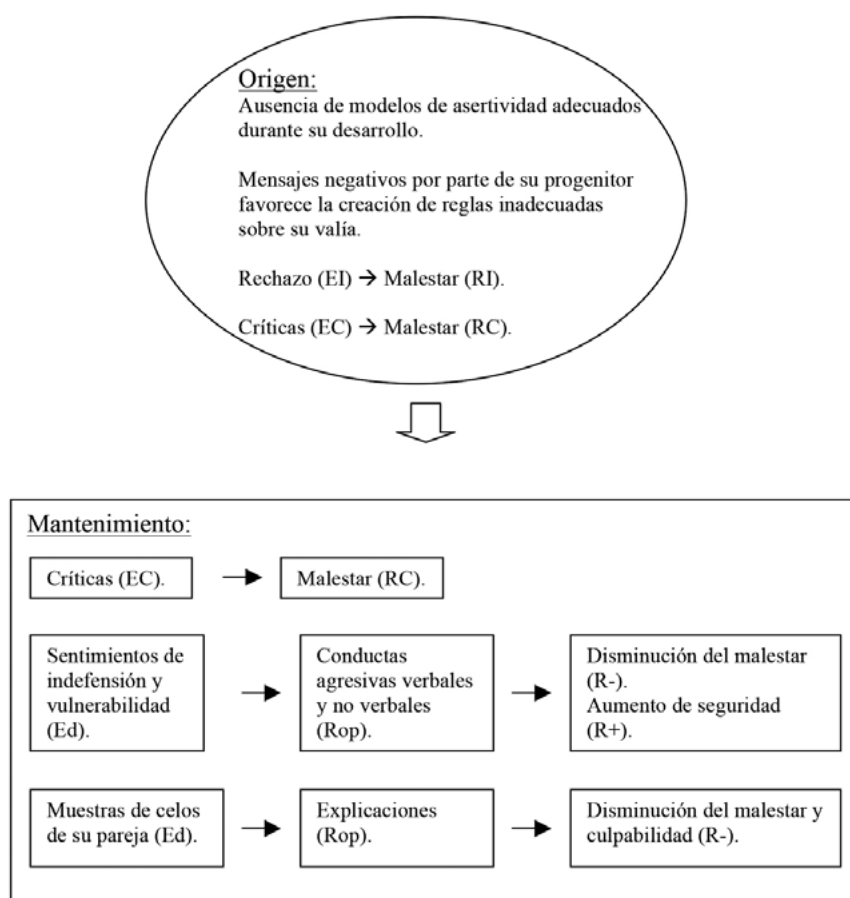 Origen:
Ausencia de modelos de asertividad adecuados
durante su desarrollo.
Mensajes negativos por parte de su progenitor
favorece la creación de reglas inadecuadas
sobre su valía.
Rechazo (EI) → Malestar (RI).
Críticas (EC) → Malestar (RC).
Mantenimiento:
Críticas (EC).
Malestar (RC).
Sentimientos de
indefensión y
vulnerabilidad
(Ed).
Conductas
agresivas verbales
y no verbales
(Rop).
Disminución del malestar
(R-).
Aumento de seguridad
(R+).
Muestras de celos
de su pareja (Ed).
Explicaciones
(Rop).
Disminución del malestar y
culpabilidad (R-).